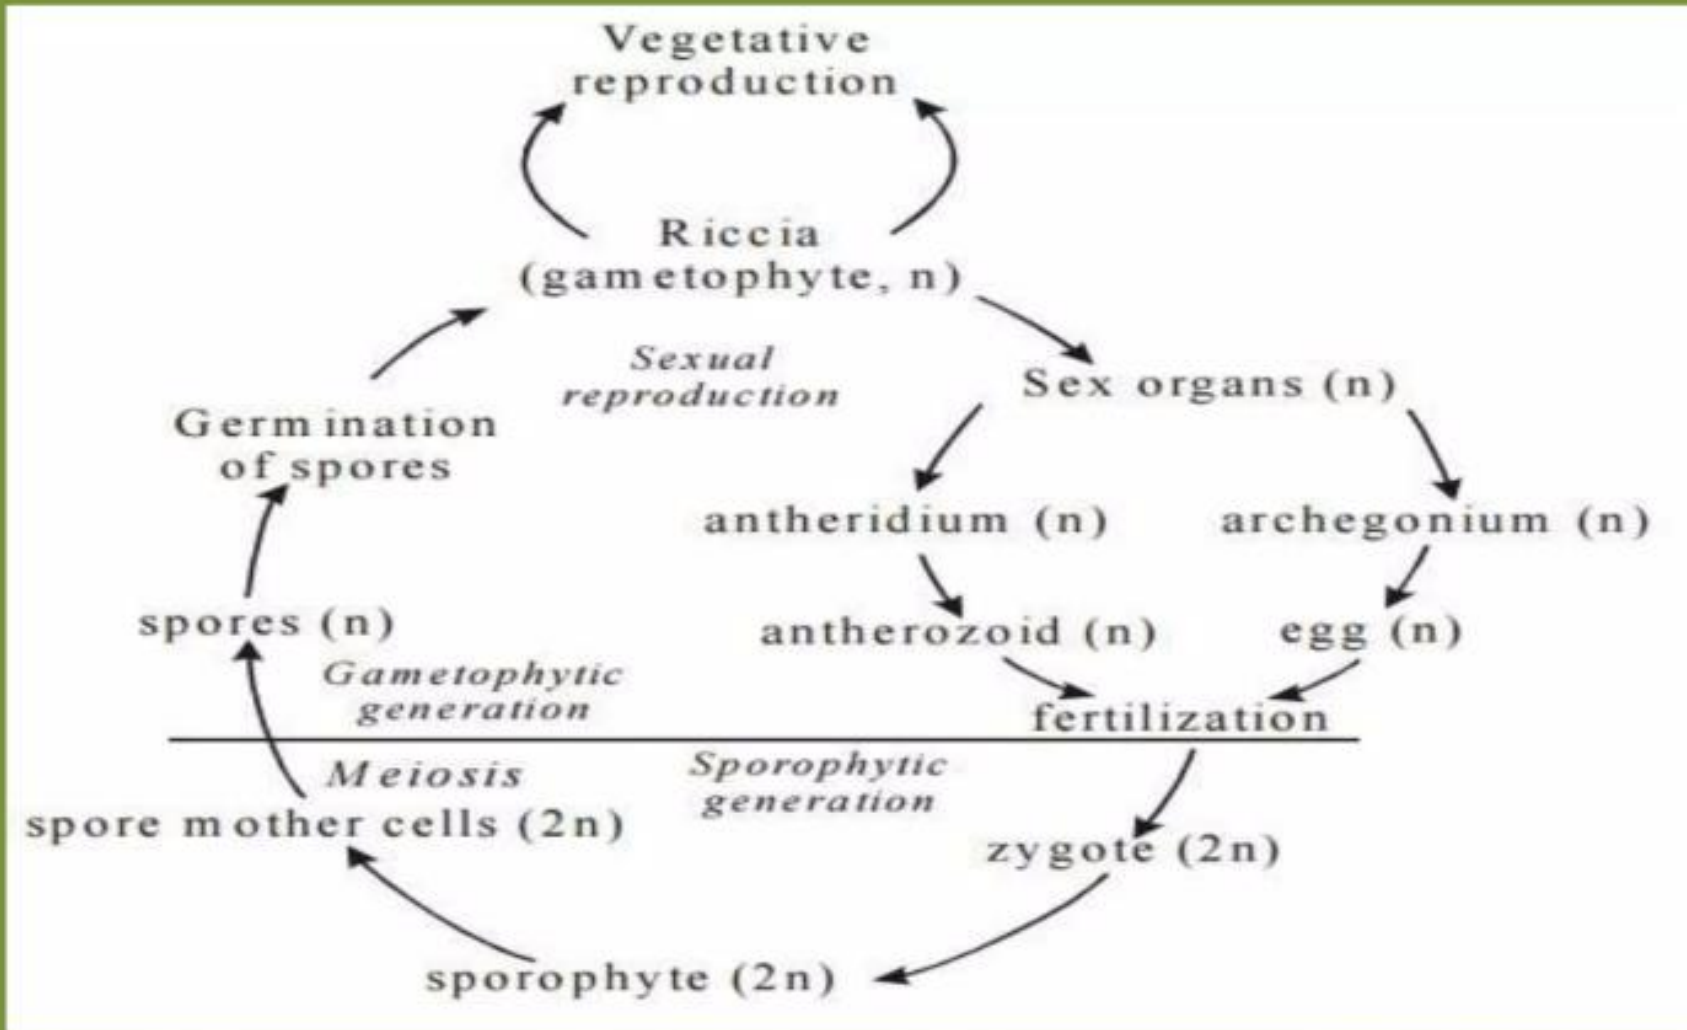 Vegetative
reproduction
Riccia
(gametophyte, n)
Sexual
reproduction
Sex organs (n)
Germination
of spores
antheridium (n)
archegonium (n)
spores (n)
antherozoid (n)
egg (n)
Gametophytic
generation
fertilization
Meiosis
Sporophytic
generation
spore mother cells (2n)
zygote (2n)
sporophyte (2n)